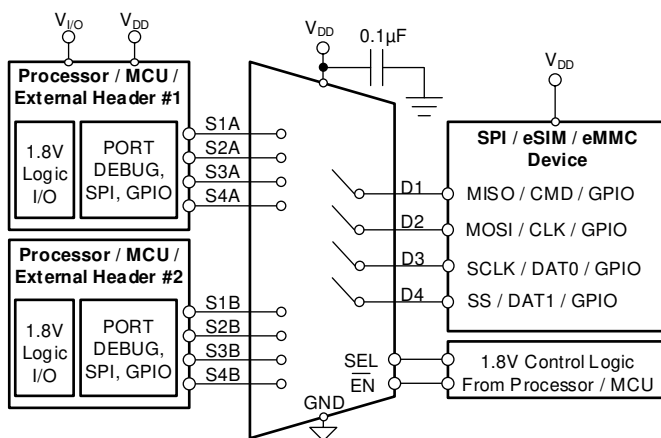 V_I/O
V_DD
Processor / MCU /
External Header #1
1.8V
Logic
I/O
PORT
DEBUG,
SPI, GPIO
S1A
S2A
S3A
S4A
Processor / MCU /
External Header #2
1.8V
Logic
I/O
PORT
DEBUG,
SPI, GPIO
S1B
S2B
S3B
S4B
V_DD
0.1µF
D1
D2
D3
D4
SEL
EN
GND
V_DD
SPI / eSIM / eMMC
Device
MISO / CMD / GPIO
MOSI / CLK / GPIO
SCLK / DAT0 / GPIO
SS / DAT1 / GPIO
1.8V Control Logic
From Processor / MCU